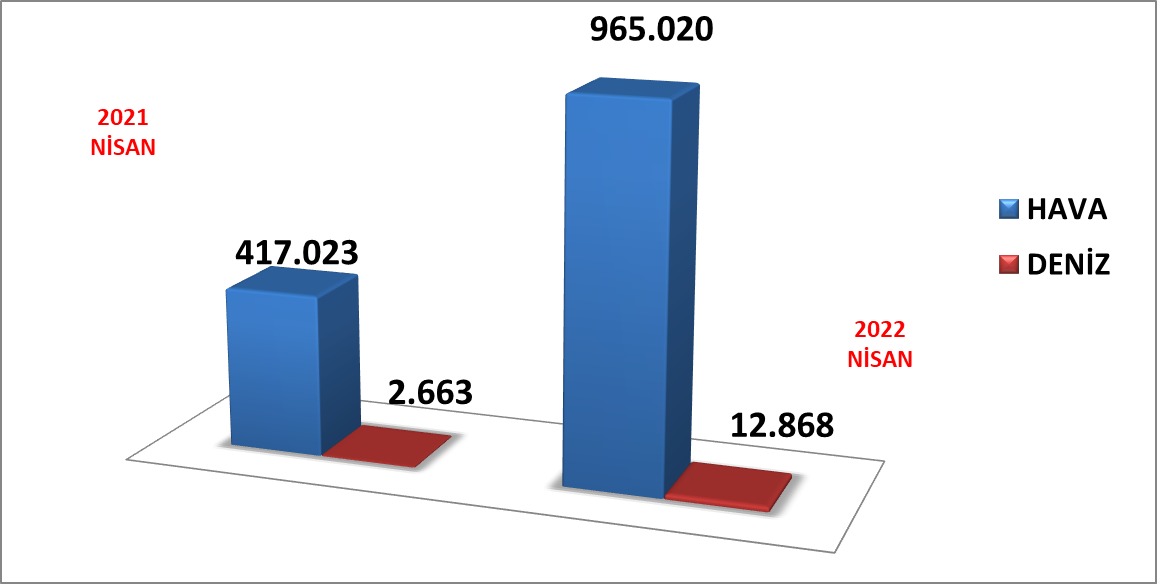 965.020
2021
NİSAN
HAVA
417.023
DENİZ
2022
NİSAN
2.663
12.868